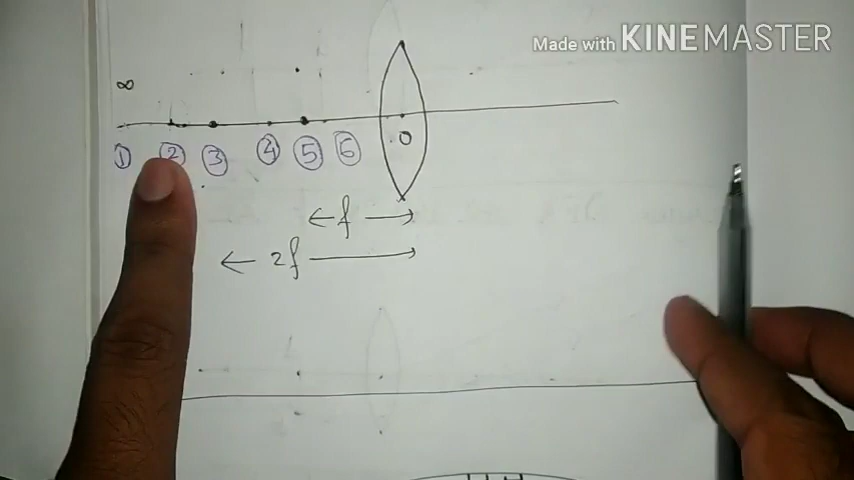 Made with KINEMASTER
∞
① ② ③ ④ ⑤ ⑥ O
← f →
← 2f →